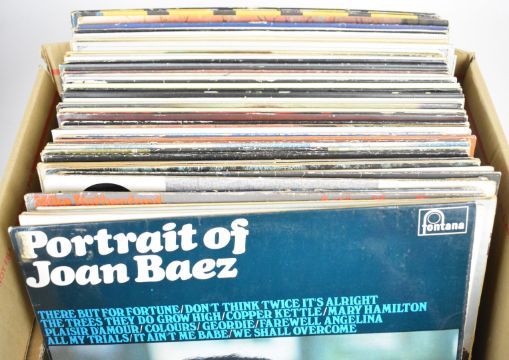 fontana
Portrait of
Joan Baez
THERE BUT FOR FORTUNE/DON'T THINK TWICE IT'S ALRIGHT
THE TREES THEY DO GROW HIGH/COPPER KETTLE/MARY HAMILTON
PLAISIR DAMOUR/COLOURS/GEORDIE/FAREWELL ANGELINA
ALL MY TRIALS/IT AIN'T ME BABE/WE SHALL OVERCOME